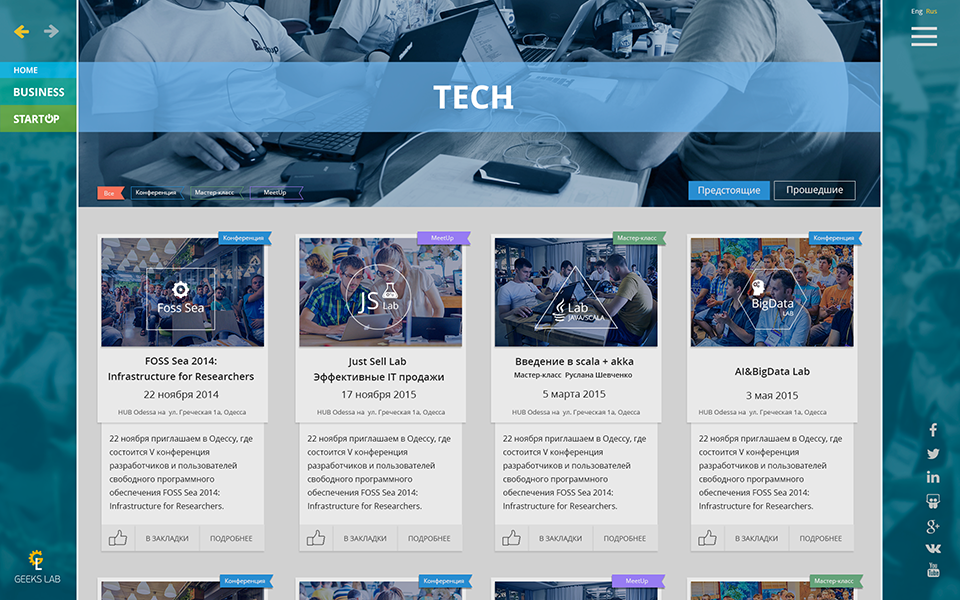 Eng Rus
HOME
BUSINESS
STARTUP
TECH
Все Конференция Мастер-класс MeetUp
Предстоящие Прошедшие
Конференция
Foss Sea
FOSS Sea 2014:
Infrastructure for Researchers
22 ноября 2014
HUB Odessa на ул. Греческая 1а, Одесса
22 ноября приглашаем в Одессу, где
состоится V конференция
разработчиков и пользователей
свободного программного
обеспечения FOSS Sea 2014:
Infrastructure for Researchers.
В ЗАКЛАДКИ ПОДРОБНЕЕ
MeetUp
JS Lab
Just Sell Lab
Эффективные IT продажи
17 ноября 2015
HUB Odessa на ул. Греческая 1а, Одесса
22 ноября приглашаем в Одессу, где
состоится V конференция
разработчиков и пользователей
свободного программного
обеспечения FOSS Sea 2014:
Infrastructure for Researchers.
В ЗАКЛАДКИ ПОДРОБНЕЕ
Мастер-класс
Lab
JAVA/SCALA
Введение в scala + akka
Мастер-класс Руслана Шевченко
5 марта 2015
HUB Odessa на ул. Греческая 1а, Одесса
22 ноября приглашаем в Одессу, где
состоится V конференция
разработчиков и пользователей
свободного программного
обеспечения FOSS Sea 2014:
Infrastructure for Researchers.
В ЗАКЛАДКИ ПОДРОБНЕЕ
Конференция
BigData
LAB
AI&BigData Lab
3 мая 2015
HUB Odessa на ул. Греческая 1а, Одесса
22 ноября приглашаем в Одессу, где
состоится V конференция
разработчиков и пользователей
свободного программного
обеспечения FOSS Sea 2014:
Infrastructure for Researchers.
В ЗАКЛАДКИ ПОДРОБНЕЕ
Конференция
Конференция
MeetUp
Мастер-класс
GEEKS LAB
You
Tube